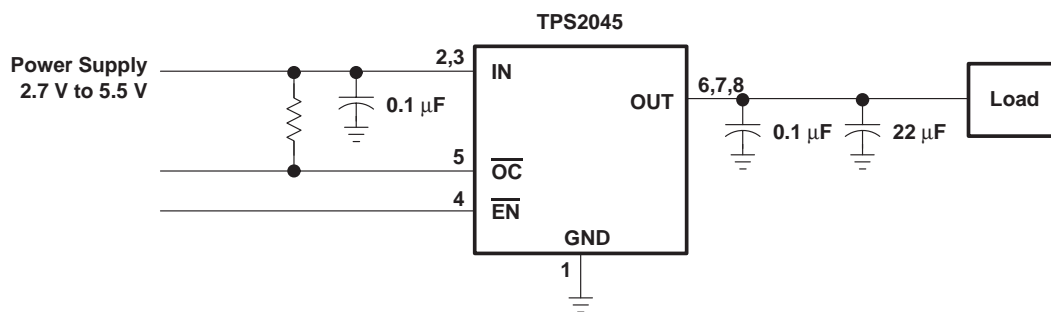 TPS2045
Power Supply
2.7 V to 5.5 V
2,3
IN
0.1 μF
6,7,8
OUT
Load
0.1 μF
22 μF
5
OC
4
EN
GND
1